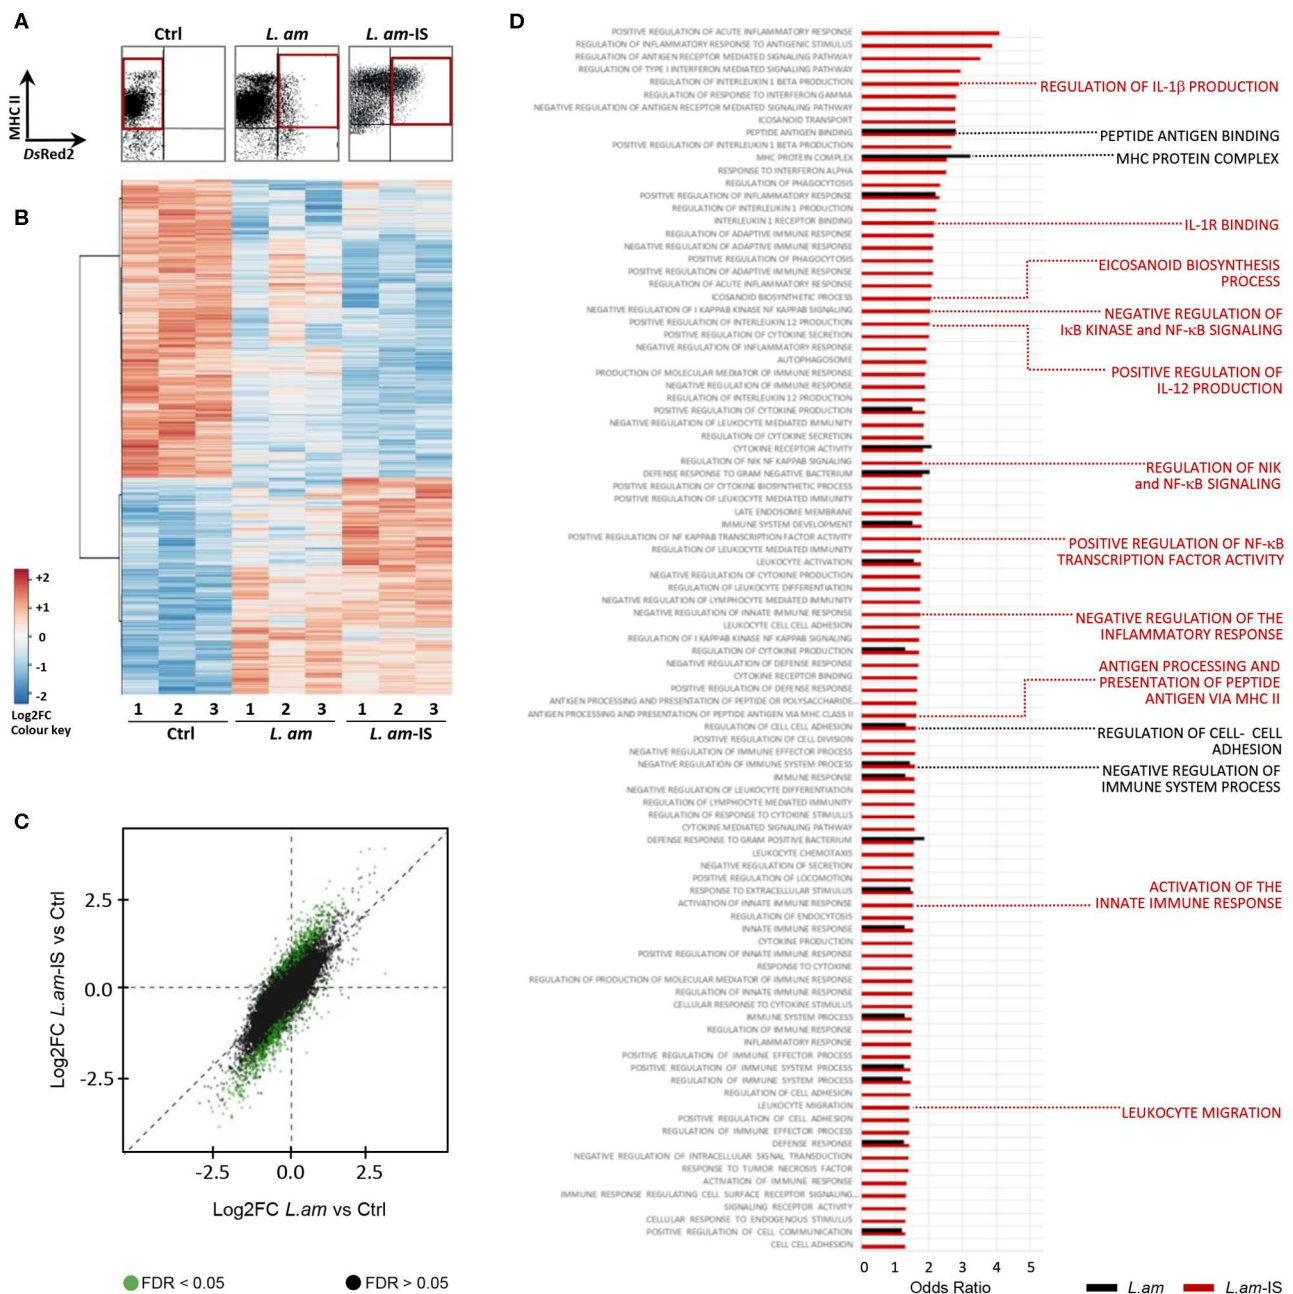 A
Ctrl
L. am
L. am-IS
MHC II
DsRed2
B
+2
+1
0
-1
-2
Log2FC
Colour key
1 2 3 1 2 3 1 2 3
Ctrl
L. am
L. am-IS
C
Log2FC L.am-IS vs Ctrl
2.5
0.0
-2.5
-2.5 0.0 2.5
Log2FC L.am vs Ctrl
FDR < 0.05
FDR > 0.05
D
POSITIVE REGULATION OF ACUTE INFLAMMATORY RESPONSE
REGULATION OF INFLAMMATORY RESPONSE TO ANTIGENIC STIMULUS
REGULATION OF ANTIGEN RECEPTOR MEDIATED SIGNALING PATHWAY
REGULATION OF TYPE I INTERFERON MEDIATED SIGNALING PATHWAY
REGULATION OF INTERLEUKIN 1 BETA PRODUCTION
REGULATION OF RESPONSE TO INTERFERON GAMMA
NEGATIVE REGULATION OF ANTIGEN RECEPTOR MEDIATED SIGNALING PATHWAY
ICOSANOID TRANSPORT
PEPTIDE ANTIGEN BINDING
POSITIVE REGULATION OF INTERLEUKIN 1 BETA PRODUCTION
MHC PROTEIN COMPLEX
RESPONSE TO INTERFERON ALPHA
REGULATION OF PHAGOCYTOSIS
POSITIVE REGULATION OF INFLAMMATORY RESPONSE
REGULATION OF INTERLEUKIN 1 PRODUCTION
INTERLEUKIN 1 RECEPTOR BINDING
REGULATION OF ADAPTIVE IMMUNE RESPONSE
NEGATIVE REGULATION OF ADAPTIVE IMMUNE RESPONSE
POSITIVE REGULATION OF PHAGOCYTOSIS
POSITIVE REGULATION OF ADAPTIVE IMMUNE RESPONSE
REGULATION OF ACUTE INFLAMMATORY RESPONSE
ICOSANOID BIOSYNTHETIC PROCESS
NEGATIVE REGULATION OF I KAPPAB KINASE NF KAPPAB SIGNALING
POSITIVE REGULATION OF INTERLEUKIN 12 PRODUCTION
POSITIVE REGULATION OF CYTOKINE SECRETION
NEGATIVE REGULATION OF INFLAMMATORY RESPONSE
AUTOPHAGOSOME
PRODUCTION OF MOLECULAR MEDIATOR OF IMMUNE RESPONSE
NEGATIVE REGULATION OF IMMUNE RESPONSE
REGULATION OF INTERLEUKIN 12 PRODUCTION
POSITIVE REGULATION OF CYTOKINE PRODUCTION
NEGATIVE REGULATION OF LEUKOCYTE MEDIATED IMMUNITY
REGULATION OF CYTOKINE SECRETION
CYTOKINE RECEPTOR ACTIVITY
REGULATION OF NIK NF KAPPAB SIGNALING
DEFENSE RESPONSE TO GRAM NEGATIVE BACTERIUM
POSITIVE REGULATION OF CYTOKINE BIOSYNTHETIC PROCESS
POSITIVE REGULATION OF LEUKOCYTE MEDIATED IMMUNITY
LATE ENDOSOME MEMBRANE
IMMUNE SYSTEM DEVELOPMENT
POSITIVE REGULATION OF NF KAPPAB TRANSCRIPTION FACTOR ACTIVITY
REGULATION OF LEUKOCYTE MEDIATED IMMUNITY
LEUKOCYTE ACTIVATION
NEGATIVE REGULATION OF CYTOKINE PRODUCTION
REGULATION OF LEUKOCYTE DIFFERENTIATION
NEGATIVE REGULATION OF LYMPHOCYTE MEDIATED IMMUNITY
NEGATIVE REGULATION OF INNATE IMMUNE RESPONSE
LEUKOCYTE CELL CELL ADHESION
REGULATION OF I KAPPAB KINASE NF KAPPAB SIGNALING
REGULATION OF CYTOKINE PRODUCTION
NEGATIVE REGULATION OF DEFENSE RESPONSE
CYTOKINE RECEPTOR BINDING
POSITIVE REGULATION OF DEFENSE RESPONSE
ANTIGEN PROCESSING AND PRESENTATION OF PEPTIDE OR POLYSACCHARIDE...
ANTIGEN PROCESSING AND PRESENTATION OF PEPTIDE ANTIGEN VIA MHC CLASS II
REGULATION OF CELL CELL ADHESION
POSITIVE REGULATION OF CELL DIVISION
NEGATIVE REGULATION OF IMMUNE EFFECTOR PROCESS
NEGATIVE REGULATION OF IMMUNE SYSTEM PROCESS
IMMUNE RESPONSE
NEGATIVE REGULATION OF LEUKOCYTE DIFFERENTIATION
REGULATION OF LYMPHOCYTE MEDIATED IMMUNITY
REGULATION OF RESPONSE TO CYTOKINE STIMULUS
CYTOKINE MEDIATED SIGNALING PATHWAY
DEFENSE RESPONSE TO GRAM POSITIVE BACTERIUM
LEUKOCYTE CHEMOTAXIS
NEGATIVE REGULATION OF SECRETION
POSITIVE REGULATION OF LOCOMOTION
RESPONSE TO EXTRACELLULAR STIMULUS
ACTIVATION OF INNATE IMMUNE RESPONSE
REGULATION OF ENDOCYTOSIS
INNATE IMMUNE RESPONSE
CYTOKINE PRODUCTION
POSITIVE REGULATION OF INNATE IMMUNE RESPONSE
RESPONSE TO CYTOKINE
REGULATION OF PRODUCTION OF MOLECULAR MEDIATOR OF IMMUNE RESPONSE
REGULATION OF INNATE IMMUNE RESPONSE
CELLULAR RESPONSE TO CYTOKINE STIMULUS
IMMUNE SYSTEM PROCESS
REGULATION OF IMMUNE RESPONSE
INFLAMMATORY RESPONSE
POSITIVE REGULATION OF IMMUNE EFFECTOR PROCESS
POSITIVE REGULATION OF IMMUNE SYSTEM PROCESS
REGULATION OF IMMUNE SYSTEM PROCESS
REGULATION OF CELL ADHESION
LEUKOCYTE MIGRATION
POSITIVE REGULATION OF CELL ADHESION
REGULATION OF IMMUNE EFFECTOR PROCESS
DEFENSE RESPONSE
NEGATIVE REGULATION OF INTRACELLULAR SIGNAL TRANSDUCTION
RESPONSE TO TUMOR NECROSIS FACTOR
ACTIVATION OF IMMUNE RESPONSE
IMMUNE RESPONSE REGULATING CELL SURFACE RECEPTOR SIGNALING...
SIGNALING RECEPTOR ACTIVITY
CELLULAR RESPONSE TO ENDOGENOUS STIMULUS
POSITIVE REGULATION OF CELL COMMUNICATION
CELL CELL ADHESION
0 1 2 3 4 5
Odds Ratio
L.am
L.am-IS
REGULATION OF IL-1β PRODUCTION
PEPTIDE ANTIGEN BINDING
MHC PROTEIN COMPLEX
IL-1R BINDING
EICOSANOID BIOSYNTHESIS
PROCESS
NEGATIVE REGULATION OF
IκB KINASE and NF-κB SIGNALING
POSITIVE REGULATION OF
IL-12 PRODUCTION
REGULATION OF NIK
and NF-κB SIGNALING
POSITIVE REGULATION OF NF-κB
TRANSCRIPTION FACTOR ACTIVITY
NEGATIVE REGULATION OF THE
INFLAMMATORY RESPONSE
ANTIGEN PROCESSING AND
PRESENTATION OF PEPTIDE
ANTIGEN VIA MHC II
REGULATION OF CELL- CELL
ADHESION
NEGATIVE REGULATION OF
IMMUNE SYSTEM PROCESS
ACTIVATION OF THE
INNATE IMMUNE RESPONSE
LEUKOCYTE MIGRATION